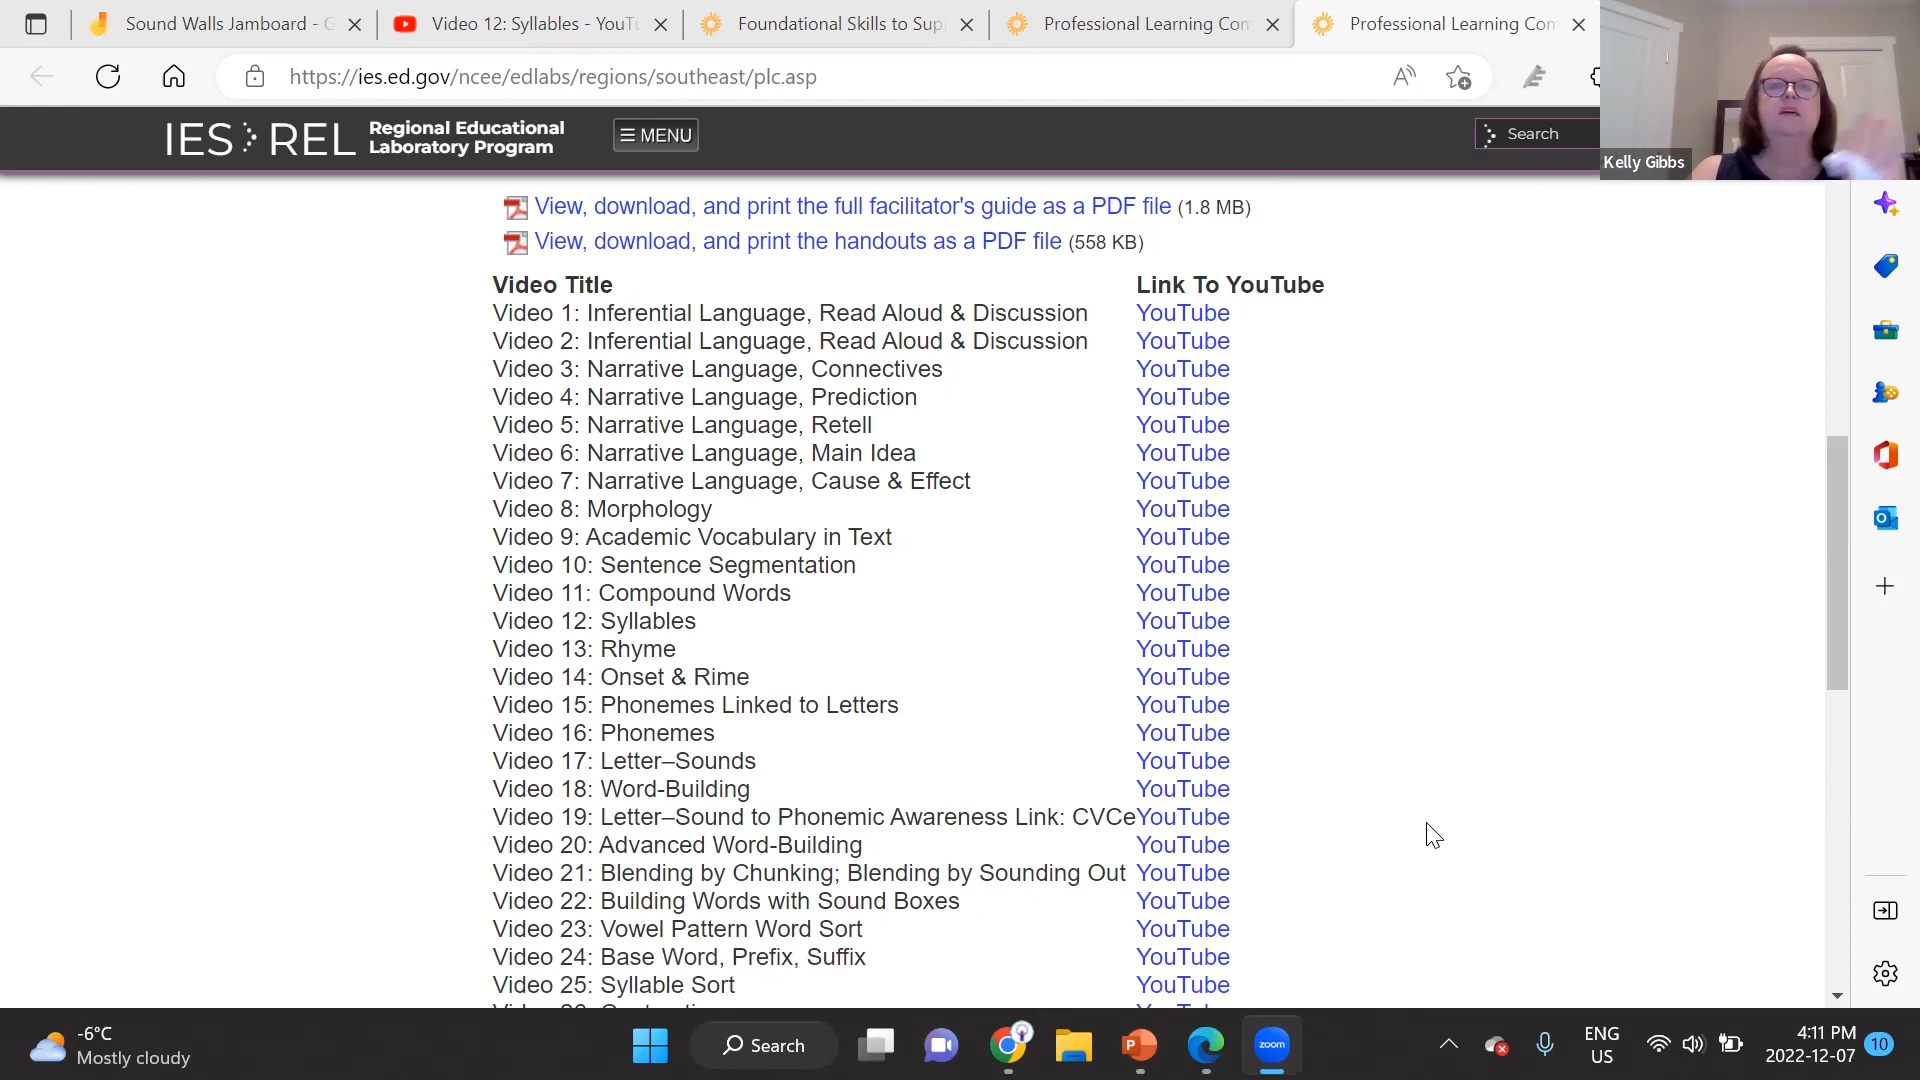 Sound Walls Jamboard - G
Video 12: Syllables - YouTu
Foundational Skills to Sup
Professional Learning Com
Professional Learning Com
https://ies.ed.gov/ncee/edlabs/regions/southeast/plc.asp
IES REL Regional Educational
Laboratory Program
☰ MENU
Search
Kelly Gibbs
View, download, and print the full facilitator's guide as a PDF file (1.8 MB)
View, download, and print the handouts as a PDF file (558 KB)
Video Title Link To YouTube
Video 1: Inferential Language, Read Aloud & Discussion YouTube
Video 2: Inferential Language, Read Aloud & Discussion YouTube
Video 3: Narrative Language, Connectives YouTube
Video 4: Narrative Language, Prediction YouTube
Video 5: Narrative Language, Retell YouTube
Video 6: Narrative Language, Main Idea YouTube
Video 7: Narrative Language, Cause & Effect YouTube
Video 8: Morphology YouTube
Video 9: Academic Vocabulary in Text YouTube
Video 10: Sentence Segmentation YouTube
Video 11: Compound Words YouTube
Video 12: Syllables YouTube
Video 13: Rhyme YouTube
Video 14: Onset & Rime YouTube
Video 15: Phonemes Linked to Letters YouTube
Video 16: Phonemes YouTube
Video 17: Letter–Sounds YouTube
Video 18: Word-Building YouTube
Video 19: Letter–Sound to Phonemic Awareness Link: CVCe YouTube
Video 20: Advanced Word-Building YouTube
Video 21: Blending by Chunking; Blending by Sounding Out YouTube
Video 22: Building Words with Sound Boxes YouTube
Video 23: Vowel Pattern Word Sort YouTube
Video 24: Base Word, Prefix, Suffix YouTube
Video 25: Syllable Sort YouTube
-6°C
Mostly cloudy
Search
zoom
ENG
US
4:11 PM
2022-12-07
10